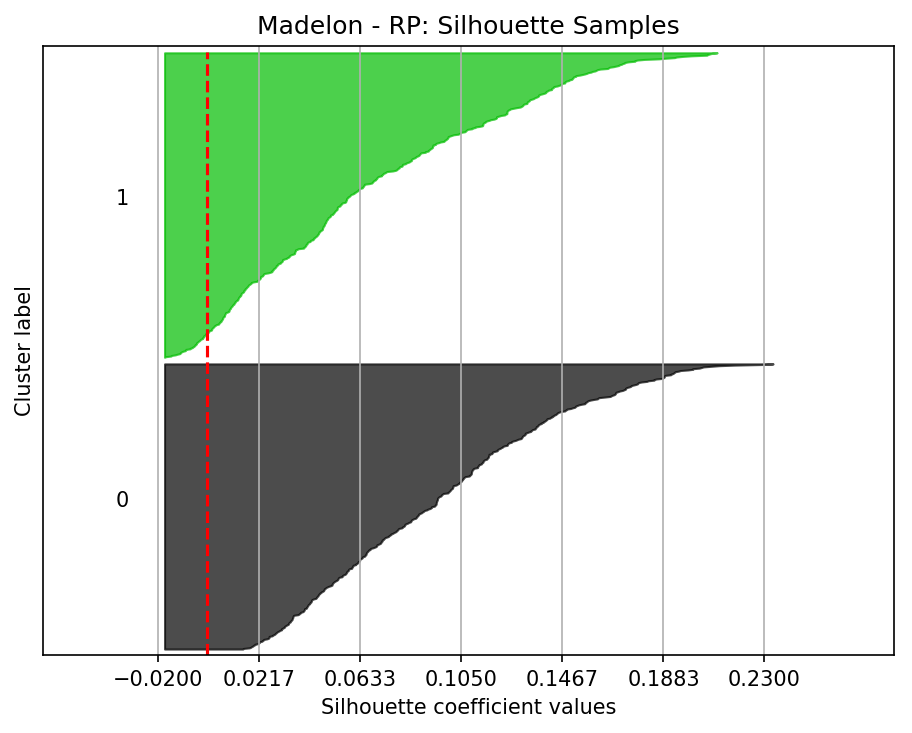 Madelon - RP: Silhouette Samples
Cluster label
1
0
−0.0200 0.0217 0.0633 0.1050 0.1467 0.1883 0.2300
Silhouette coefficient values